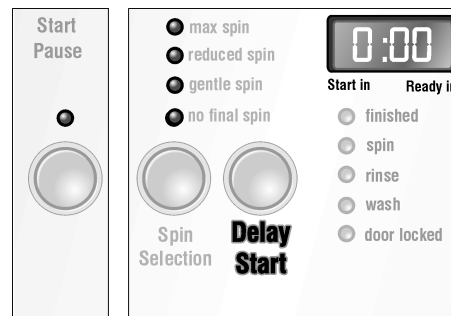 Start
Pause
max spin
reduced spin
gentle spin
no final spin
Spin
Selection
Delay
Start
0:00
Start in
Ready in
finished
spin
rinse
wash
door locked